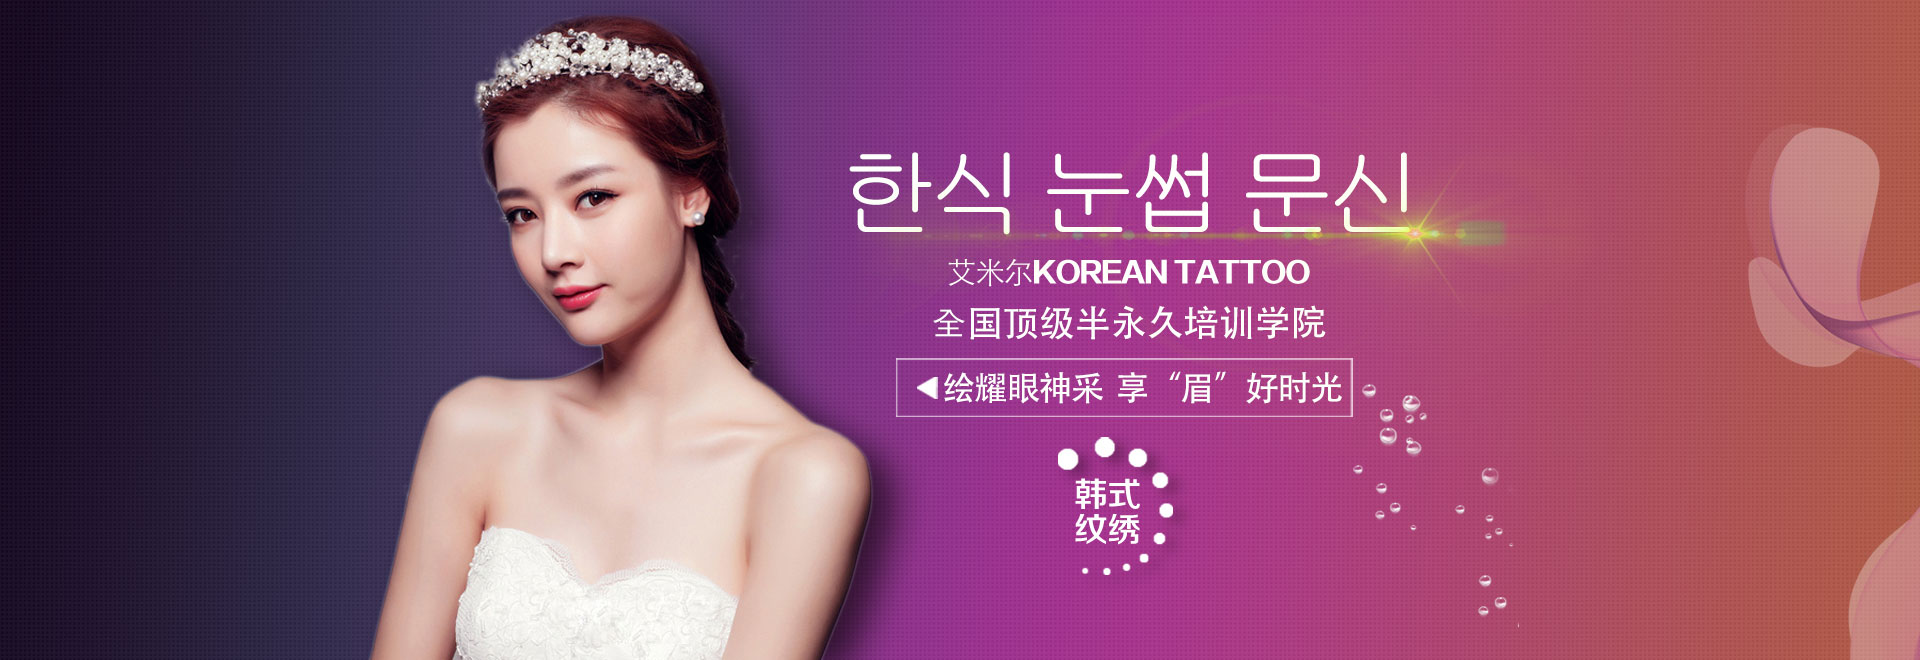 한식 눈썹 문신
艾米尔KOREAN TATTOO
全国顶级半永久培训学院
绘耀眼神采 享“眉”好时光
韩式
纹绣